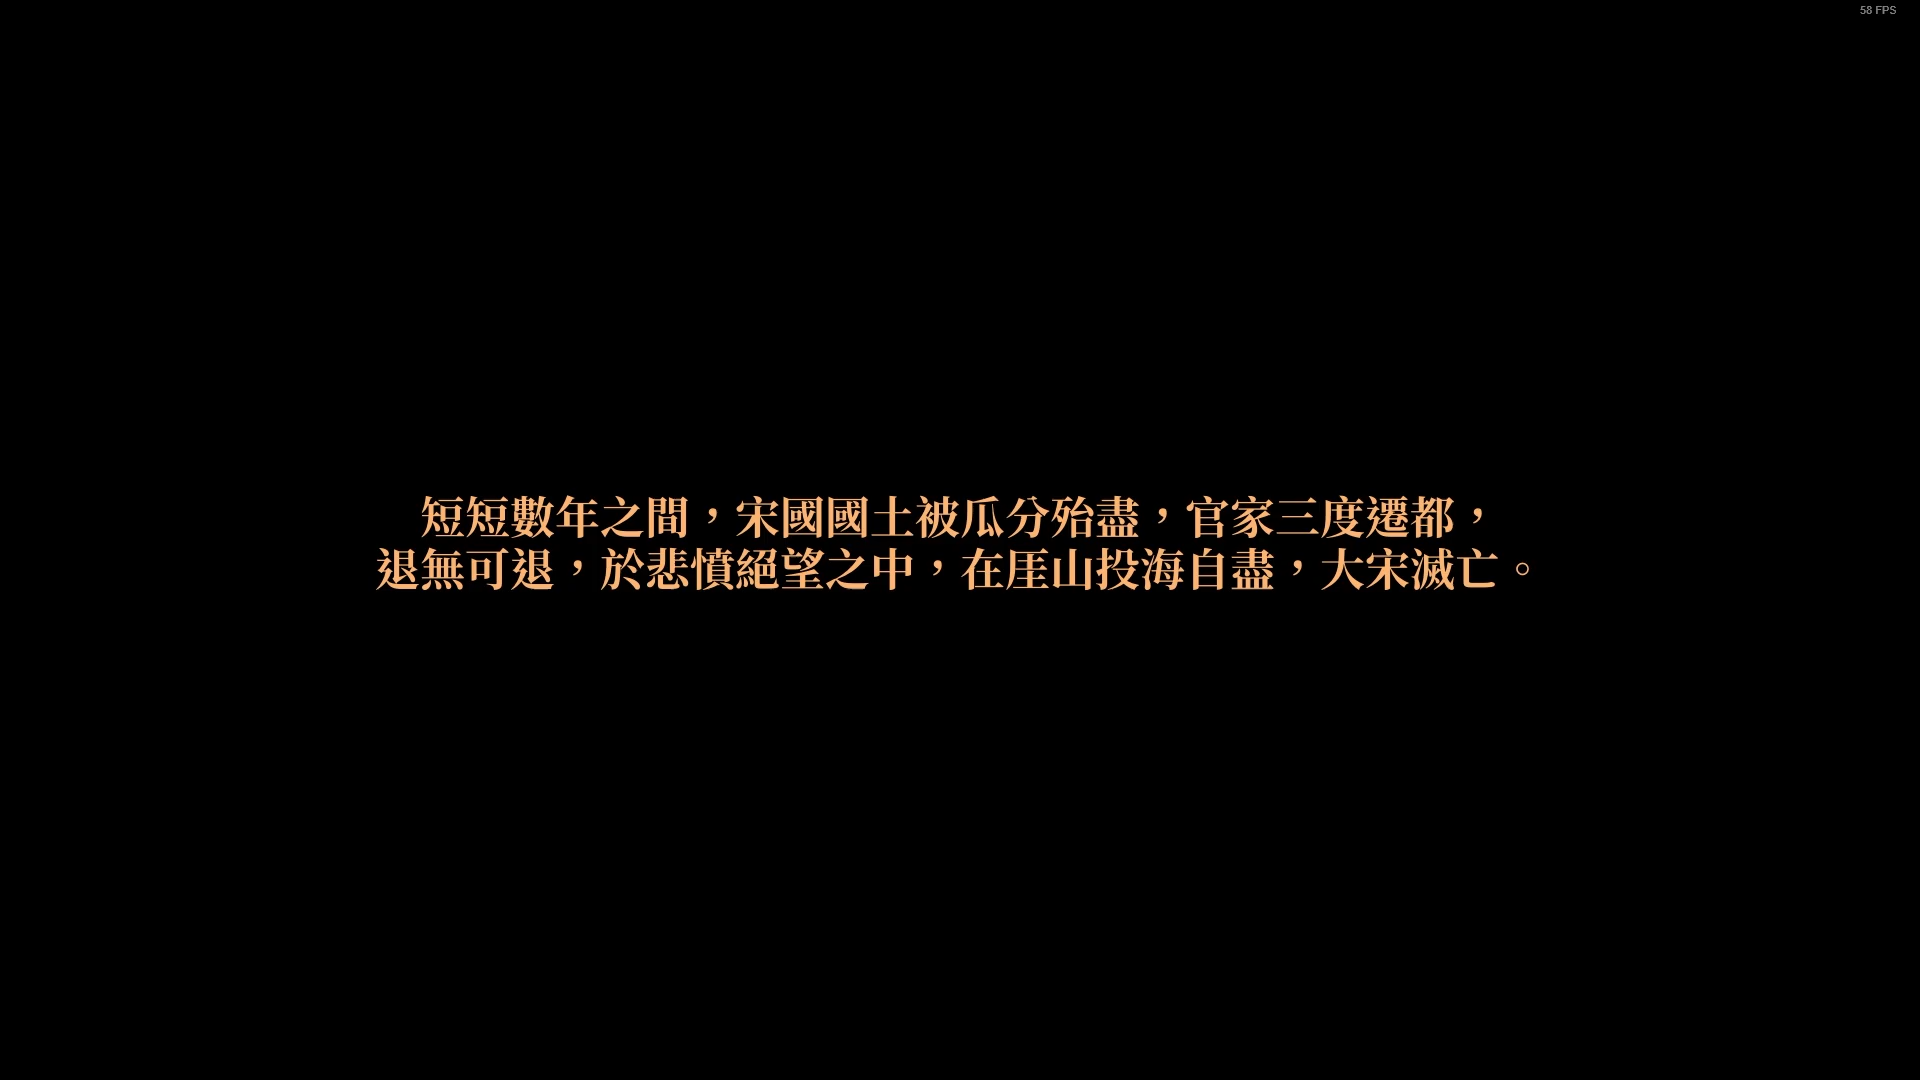 58 FPS
短短數年之間，宋國國土被瓜分殆盡，官家三度遷都，
退無可退，於悲憤絕望之中，在厓山投海自盡，大宋滅亡。